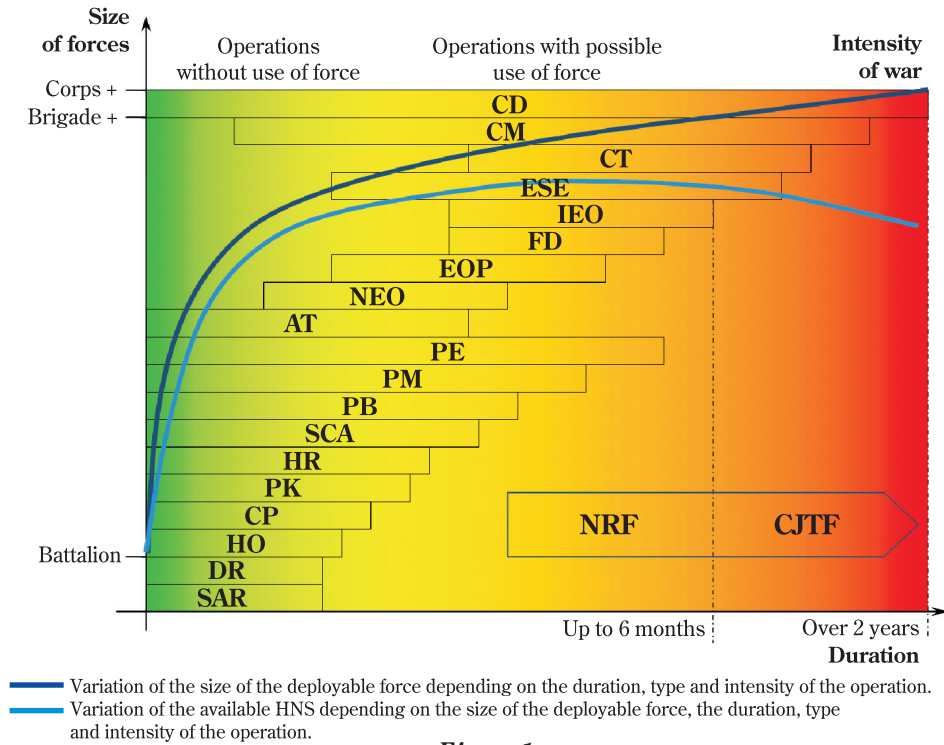 Size
of forces
Operations
without use of force
Operations with possible
use of force
Intensity
of war
Corps +
Brigade +
CD
CM
CT
ESE
IEO
FD
EOP
NEO
AT
PE
PM
PB
SCA
HR
PK
CP
HO
DR
SAR
NRF
CJTF
Battalion
Up to 6 months
Over 2 years
Duration
Variation of the size of the deployable force depending on the duration, type and intensity of the operation.
Variation of the available HNS depending on the size of the deployable force, the duration, type
and intensity of the operation.